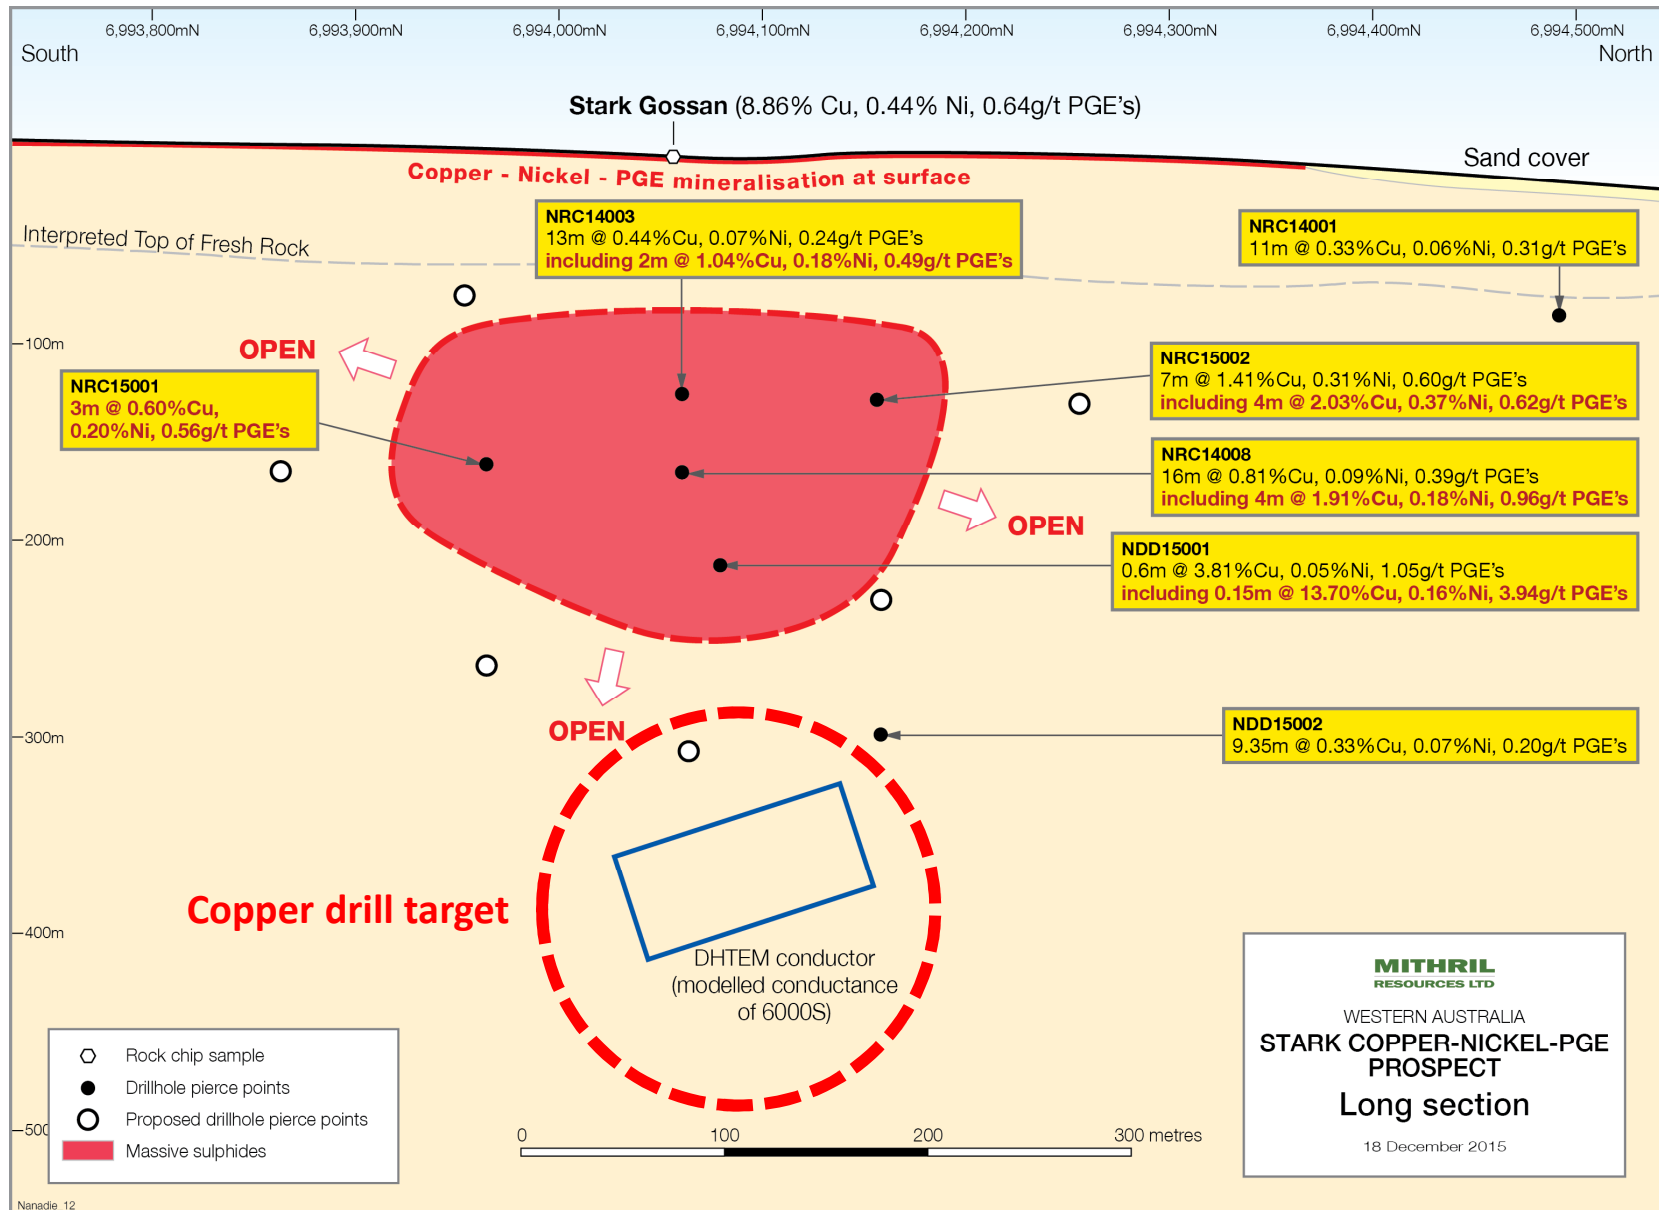 6,993,800mN 6,993,900mN 6,994,000mN 6,994,100mN 6,994,200mN 6,994,300mN 6,994,400mN 6,994,500mN
South
North
Stark Gossan (8.86% Cu, 0.44% Ni, 0.64g/t PGE's)
Sand cover
Copper - Nickel - PGE mineralisation at surface
Interpreted Top of Fresh Rock
NRC14003
13m @ 0.44%Cu, 0.07%Ni, 0.24g/t PGE's
including 2m @ 1.04%Cu, 0.18%Ni, 0.49g/t PGE's
NRC14001
11m @ 0.33%Cu, 0.06%Ni, 0.31g/t PGE's
100m
OPEN
NRC15001
3m @ 0.60%Cu,
0.20%Ni, 0.56g/t PGE's
NRC15002
7m @ 1.41%Cu, 0.31%Ni, 0.60g/t PGE's
including 4m @ 2.03%Cu, 0.37%Ni, 0.62g/t PGE's
NRC14008
16m @ 0.81%Cu, 0.09%Ni, 0.39g/t PGE's
including 4m @ 1.91%Cu, 0.18%Ni, 0.96g/t PGE's
OPEN
200m
NDD15001
0.6m @ 3.81%Cu, 0.05%Ni, 1.05g/t PGE's
including 0.15m @ 13.70%Cu, 0.16%Ni, 3.94g/t PGE's
OPEN
300m
NDD15002
9.35m @ 0.33%Cu, 0.07%Ni, 0.20g/t PGE's
Copper drill target
400m
DHTEM conductor
(modelled conductance
of 6000S)
500
Rock chip sample
Drillhole pierce points
Proposed drillhole pierce points
Massive sulphides
0 100 200 300 metres
MITHRIL
RESOURCES LTD
WESTERN AUSTRALIA
STARK COPPER-NICKEL-PGE
PROSPECT
Long section
18 December 2015
Nanadie_12